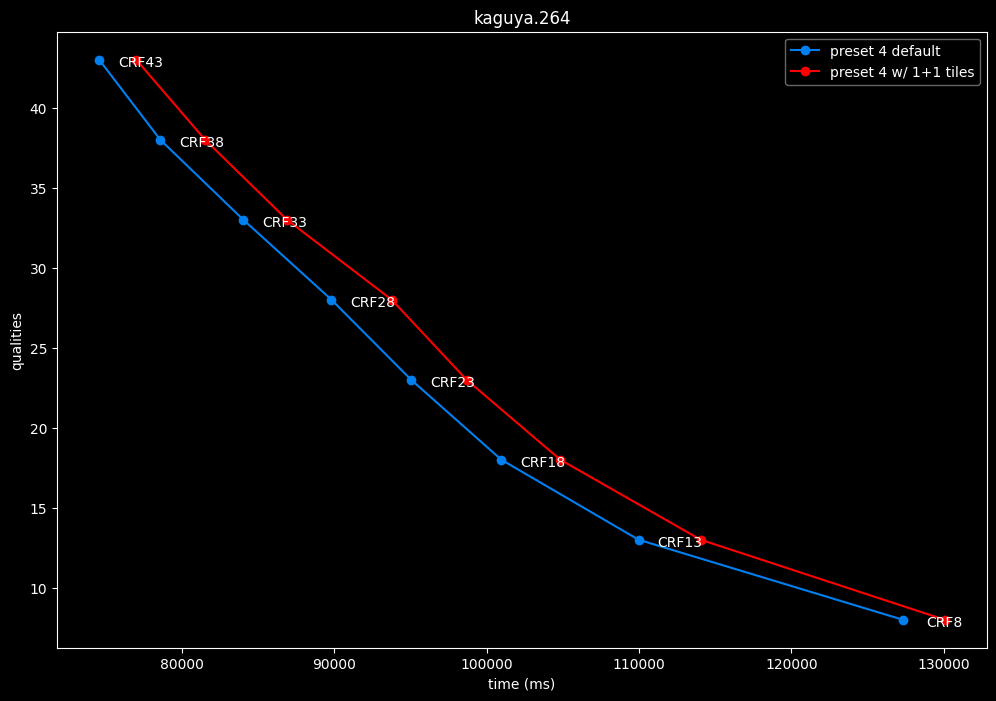 kaguya.264
preset 4 default
preset 4 w/ 1+1 tiles
CRF43
CRF38
CRF33
CRF28
CRF23
CRF18
CRF13
CRF8
40
35
30
25
20
15
10
qualities
80000
90000
100000
110000
120000
130000
time (ms)